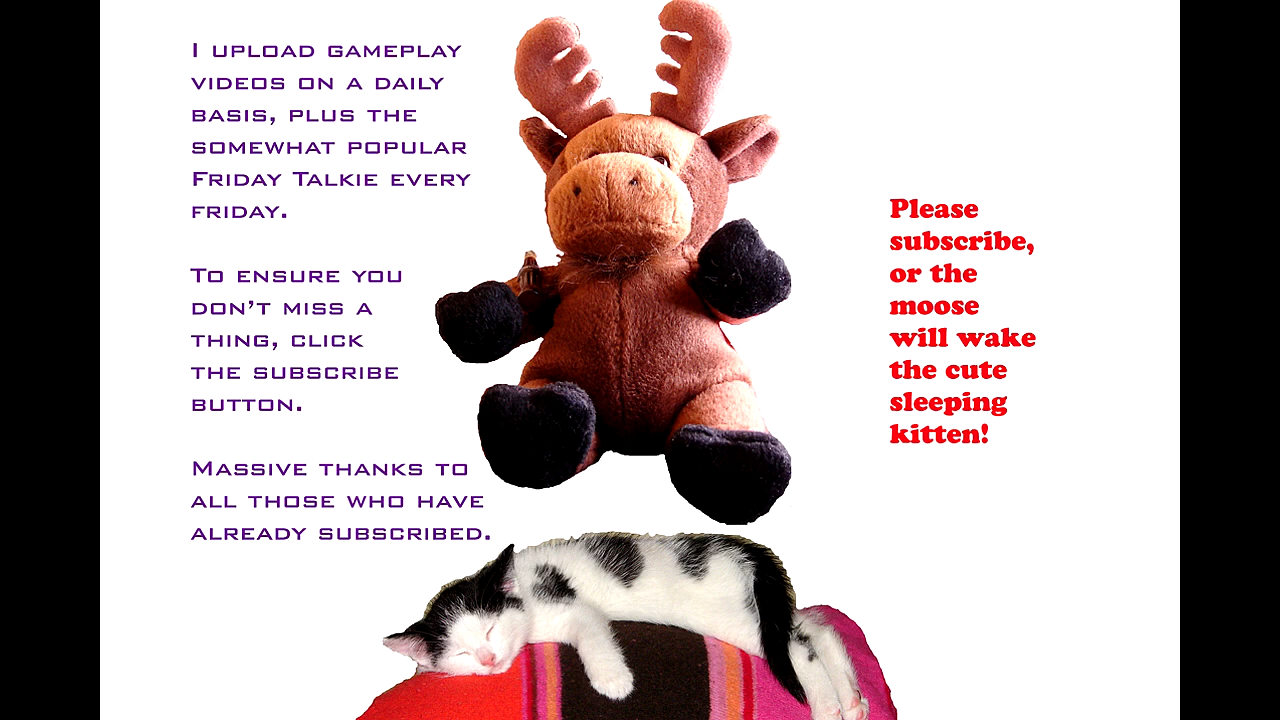 I upload gameplay
videos on a daily
basis, plus the
somewhat popular
Friday Talkie every
friday.
To ensure you
don't miss a
thing, click
the subscribe
button.
Massive thanks to
all those who have
already subscribed.
Please
subscribe,
or the
moose
will wake
the cute
sleeping
kitten!